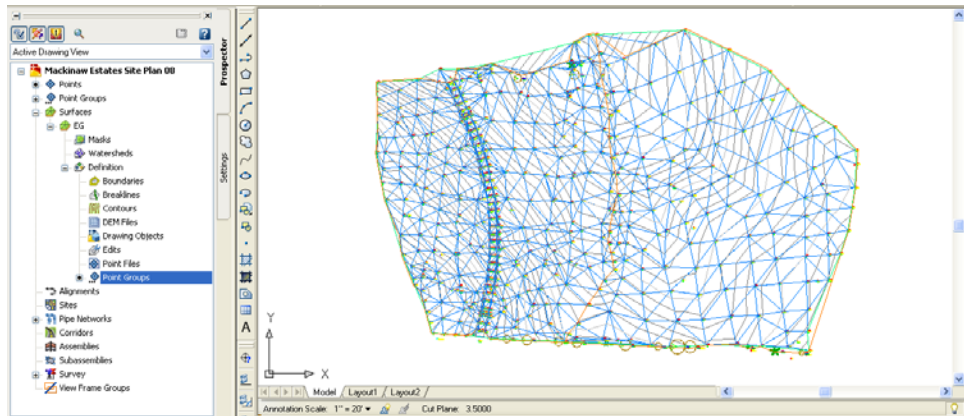 Active Drawing View
Mackinaw Estates Site Plan 08
Points
Point Groups
Surfaces
EG
Masks
Watersheds
Definition
Boundaries
Breaklines
Contours
DEM Files
Drawing Objects
Edits
Point Files
Point Groups
Alignments
Sites
Pipe Networks
Corridors
Assemblies
Subassemblies
Survey
View Frame Groups
Prospector
Settings
A
Y
X
Model / Layout1 / Layout2 /
Annotation Scale: 1" = 20' Cut Plane: 3.5000